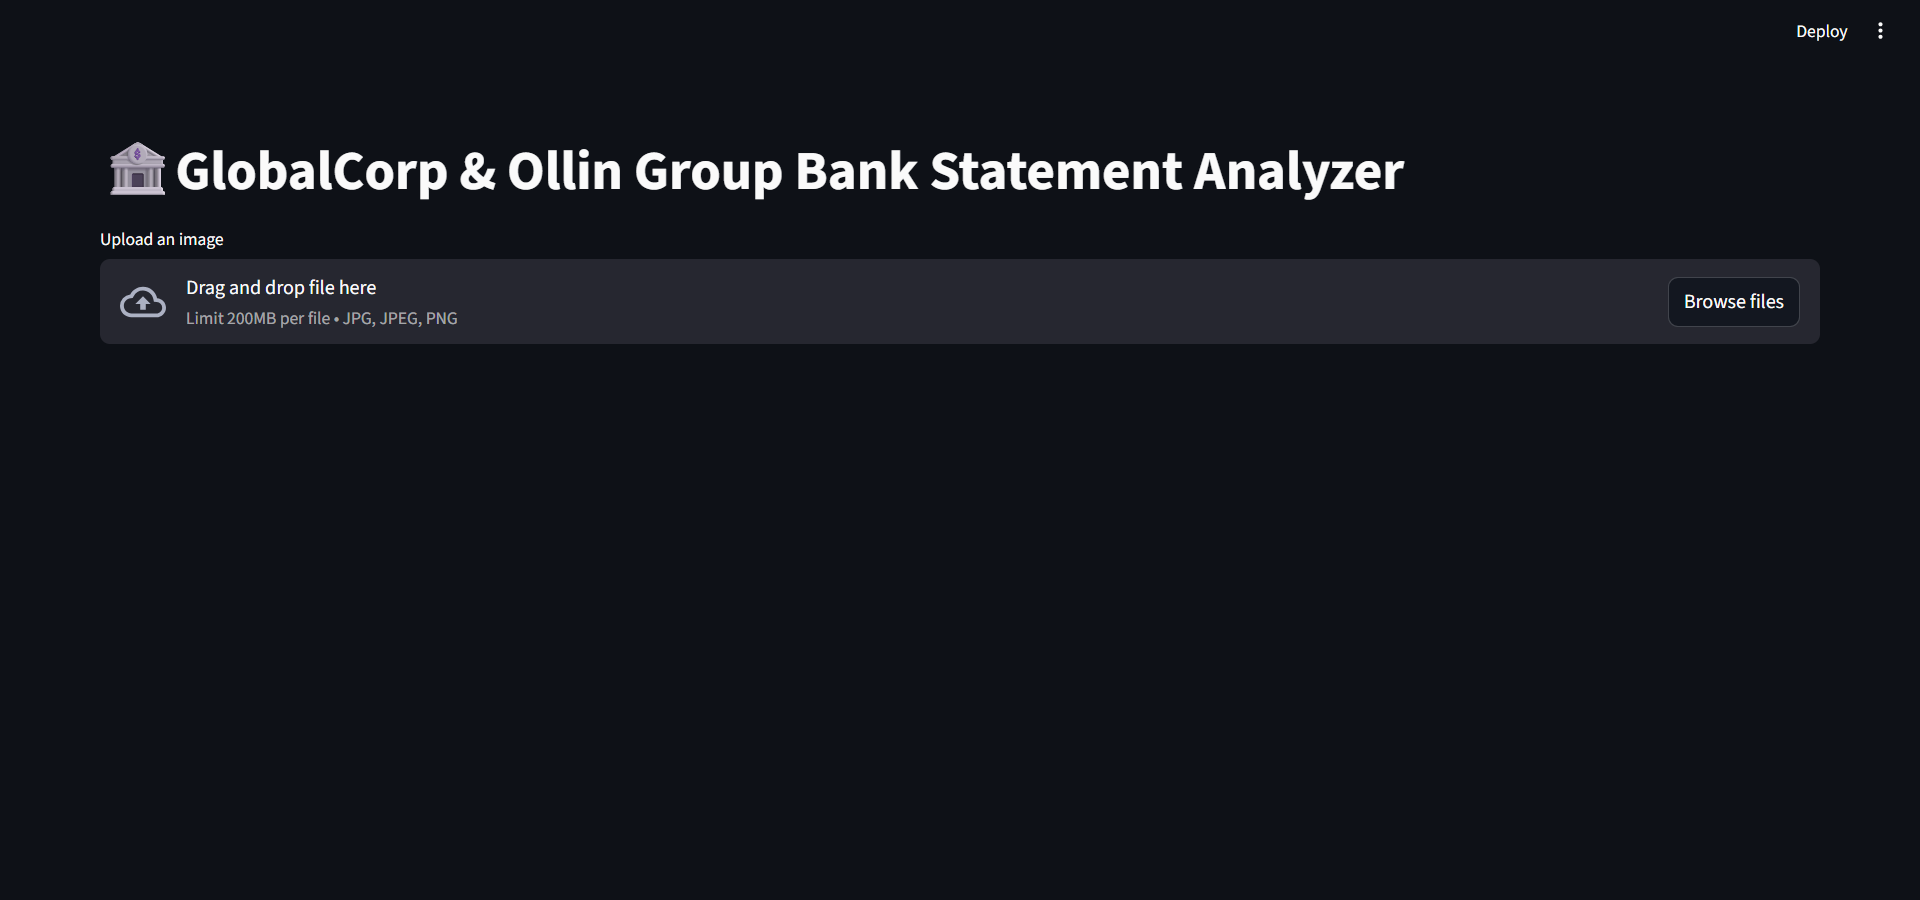 Deploy
GlobalCorp & Ollin Group Bank Statement Analyzer
Upload an image
Drag and drop file here
Limit 200MB per file • JPG, JPEG, PNG
Browse files